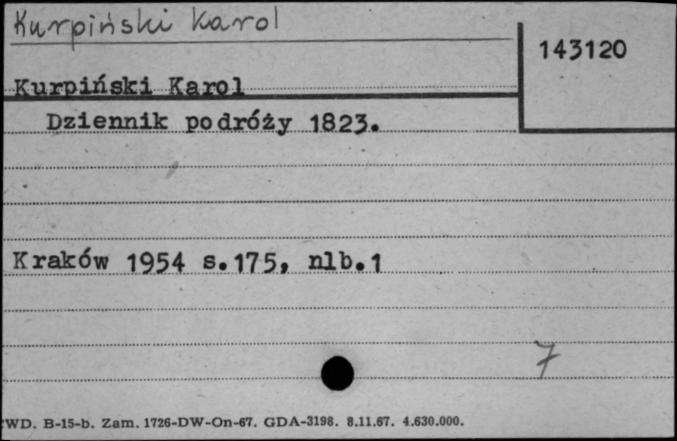 Kurpiński Karol
143120
Kurpiński Karol
Dziennik podróży 1823.
Kraków 1954 s.175, nlb.1
7
WD. B-15-b. Zam. 1726-DW-On-67. GDA-3198. 8.11.67. 4.630.000.